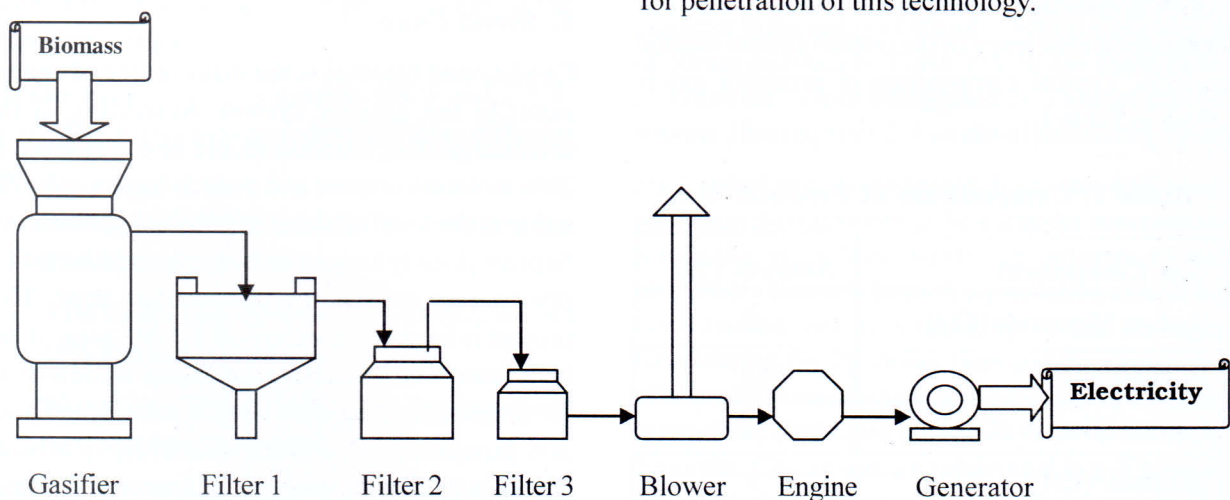 for penetration of this technology.
Biomass
Electricity
Gasifier Filter 1 Filter 2 Filter 3 Blower Engine Generator